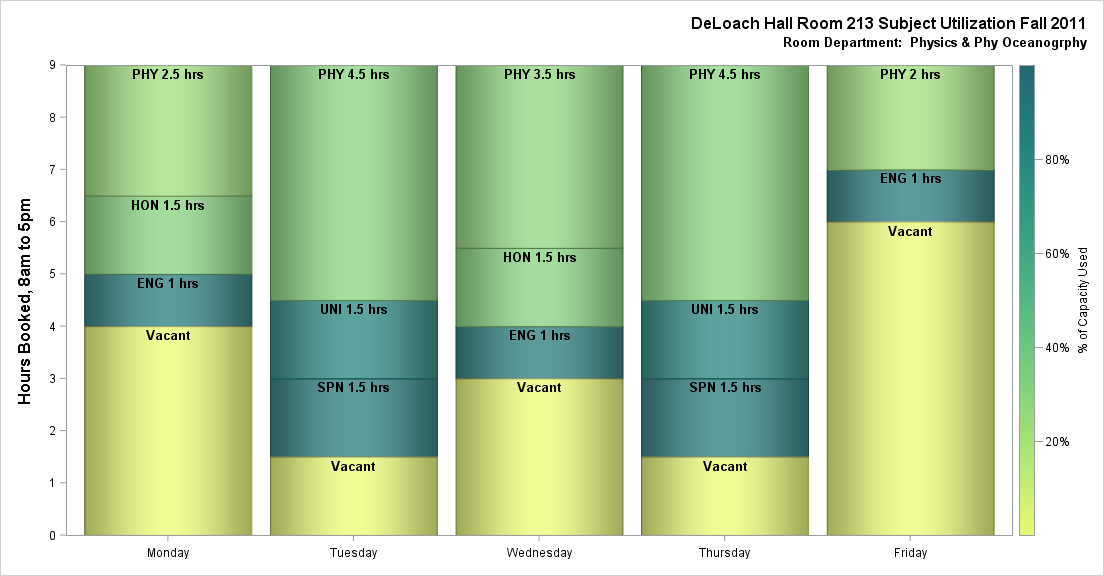 DeLoach Hall Room 213 Subject Utilization Fall 2011
Room Department:  Physics & Phy Oceanogrphy
Hours Booked, 8am to 5pm
9
8
7
6
5
4
3
2
1
0
PHY 2.5 hrs
HON 1.5 hrs
ENG 1 hrs
Vacant
Monday
PHY 4.5 hrs
UNI 1.5 hrs
SPN 1.5 hrs
Vacant
Tuesday
PHY 3.5 hrs
HON 1.5 hrs
ENG 1 hrs
Vacant
Wednesday
PHY 4.5 hrs
UNI 1.5 hrs
SPN 1.5 hrs
Vacant
Thursday
PHY 2 hrs
ENG 1 hrs
Vacant
Friday
80%
60%
40%
20%
% of Capacity Used